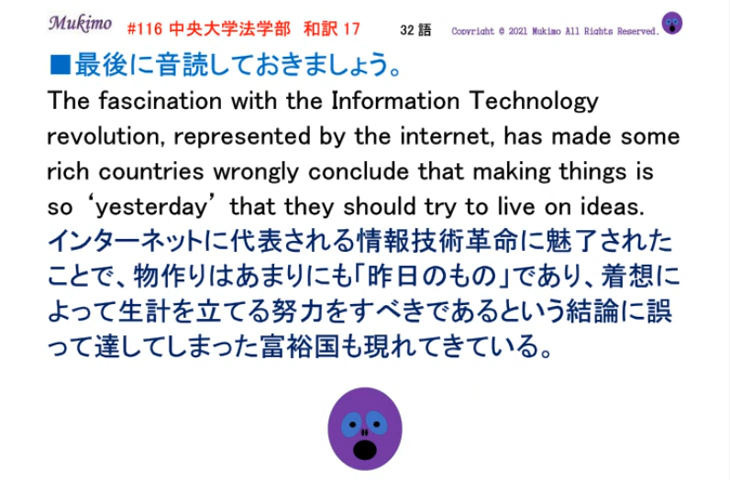 Mukimo #116 中央大学法学部 和訳 17 32 語 Copyright © 2021 Mukimo All Rights Reserved.
■最後に音読しておきましょう。
The fascination with the Information Technology
revolution, represented by the internet, has made some
rich countries wrongly conclude that making things is
so ‘yesterday’ that they should try to live on ideas.
インターネットに代表される情報技術革命に魅了された
ことで、物作りはあまりにも「昨日のもの」であり、着想に
よって生計を立てる努力をすべきであるという結論に誤
って達してしまった富裕国も現れてきている。